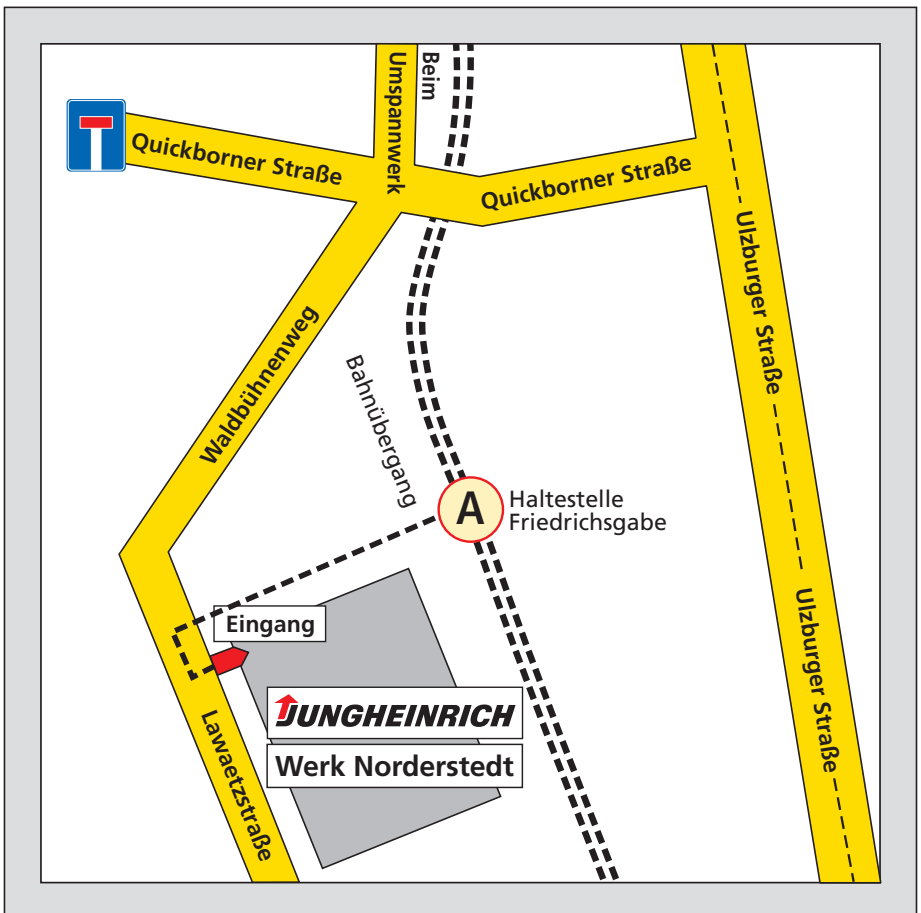 Beim
Umspannwerk
Quickborner Straße
Quickborner Straße
Ulzburger Straße
Waldbühnenweg
Bahnübergang
A
Haltestelle
Friedrichsgabe
Eingang
Ulzburger Straße
JUNGHEINRICH
Werk Norderstedt
Lawaetzstraße